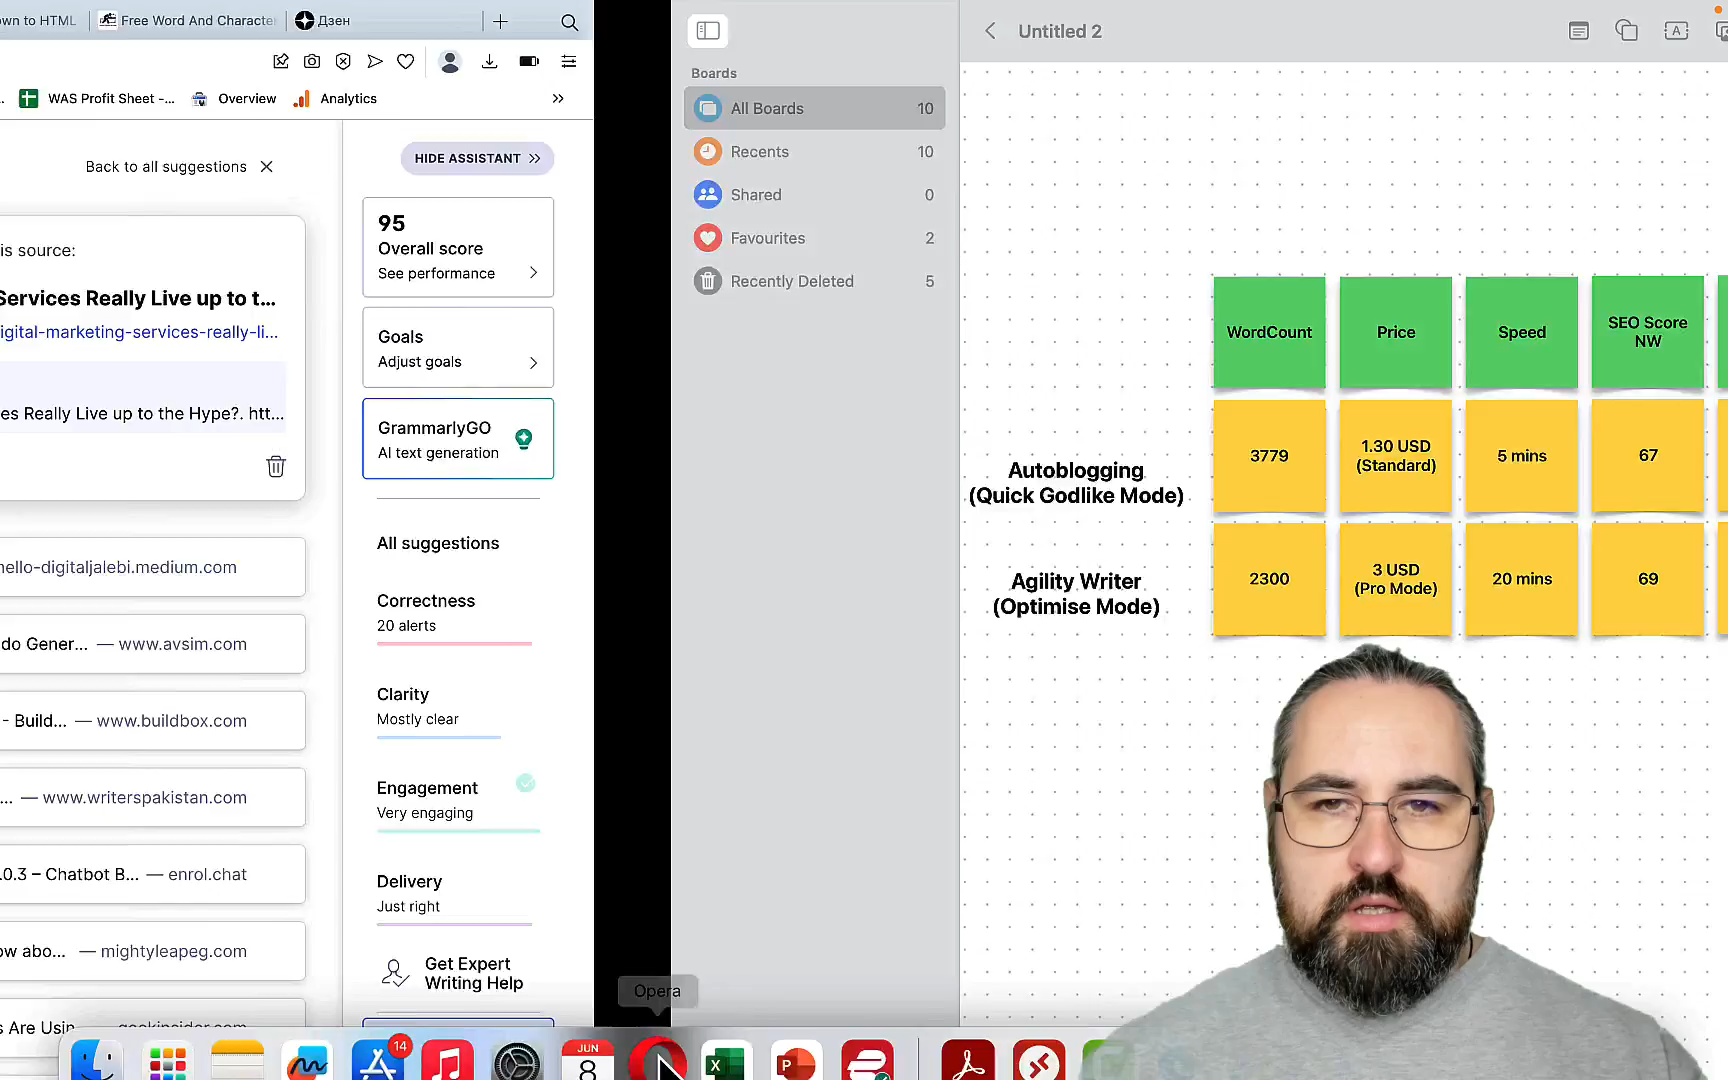 own to HTML
Free Word And Characte
Дзен
WAS Profit Sheet -...
Overview
Analytics
Back to all suggestions
HIDE ASSISTANT
is source:
Services Really Live up to t...
igital-marketing-services-really-li...
es Really Live up to the Hype?. htt...
hello-digitaljalebi.medium.com
do Gener... — www.avsim.com
- Build... — www.buildbox.com
... — www.writerspakistan.com
.0.3 – Chatbot B... — enrol.chat
ow abo... — mightyleapeg.com
s Are Usin
95
Overall score
See performance
Goals
Adjust goals
GrammarlyGO
AI text generation
All suggestions
Correctness
20 alerts
Clarity
Mostly clear
Engagement
Very engaging
Delivery
Just right
Get Expert
Writing Help
Opera
Boards
All Boards 10
Recents 10
Shared 0
Favourites 2
Recently Deleted 5
Untitled 2
WordCount
Price
Speed
SEO Score
NW
Autoblogging
(Quick Godlike Mode)
3779
1.30 USD
(Standard)
5 mins
67
Agility Writer
(Optimise Mode)
2300
3 USD
(Pro Mode)
20 mins
69
14
JUN
8